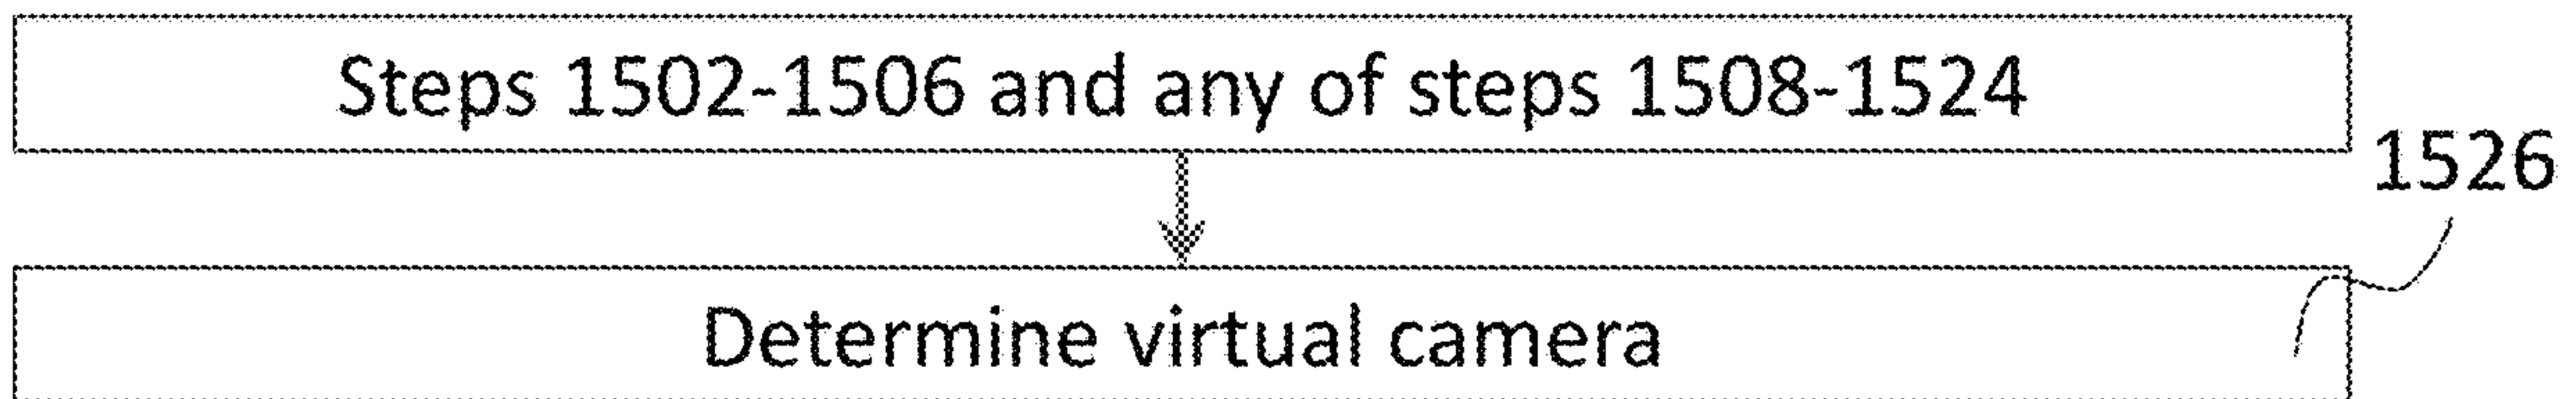 Steps 1502-1506 and any of steps 1508-1524
1526
Determine virtual camera